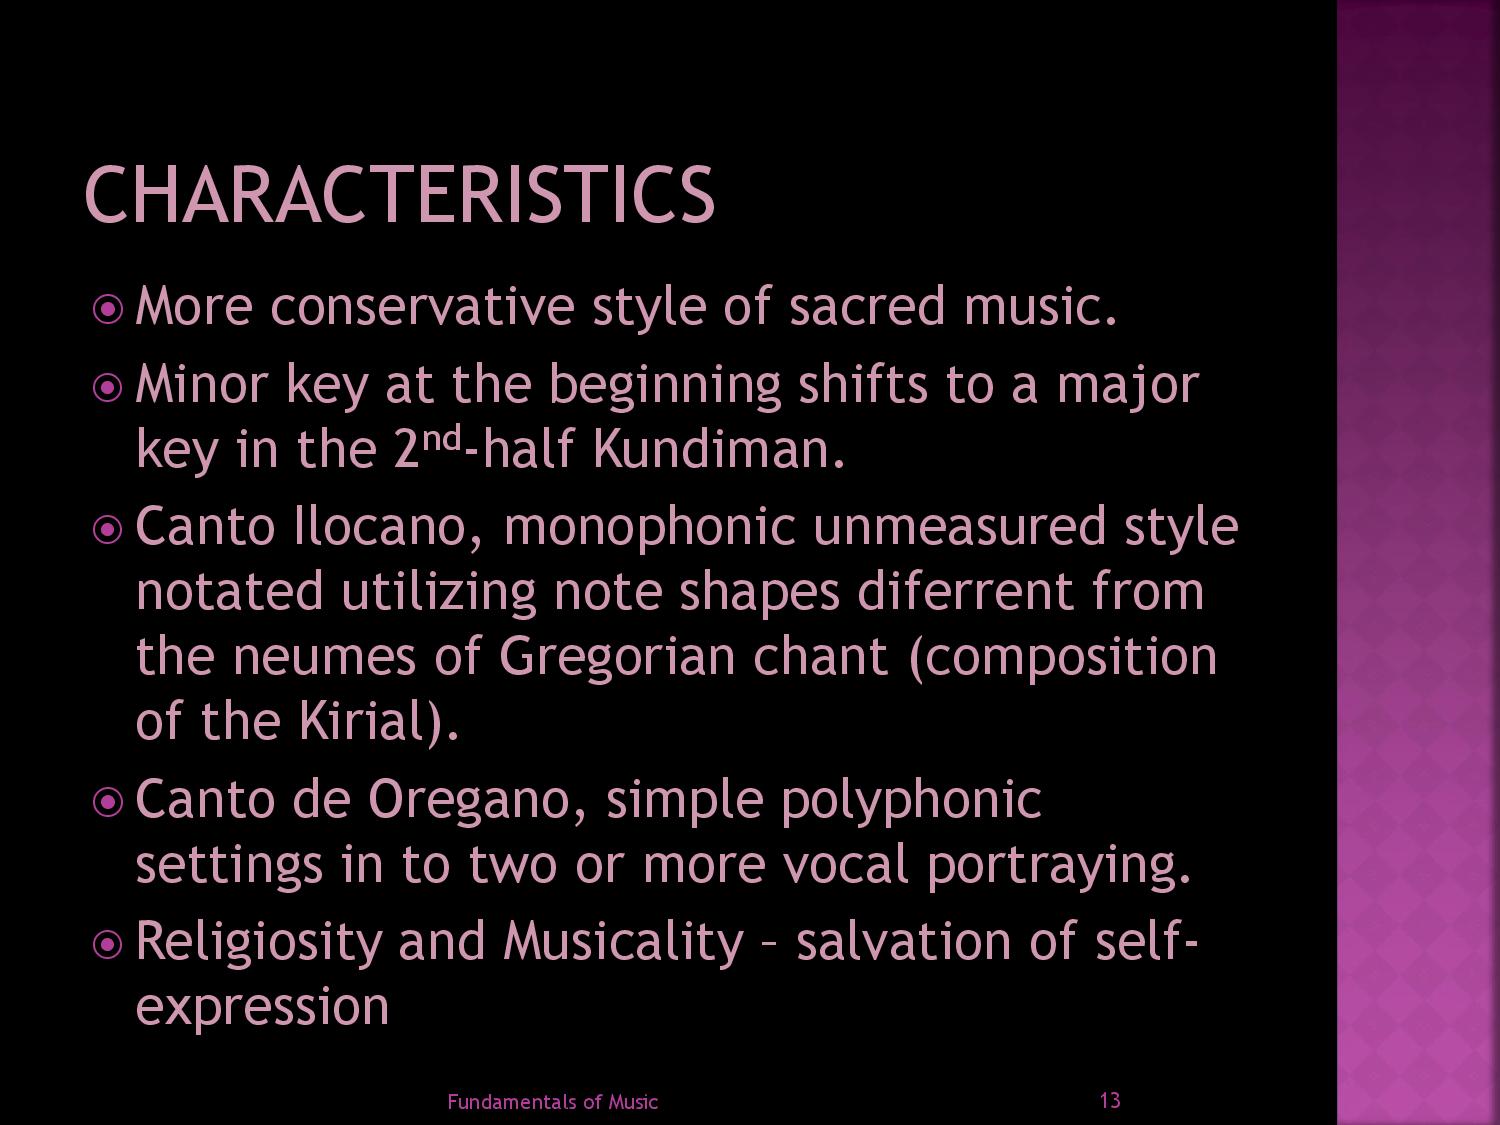 CHARACTERISTICS
More conservative style of sacred music.
Minor key at the beginning shifts to a major
key in the 2nd-half Kundiman.
Canto Ilocano, monophonic unmeasured style
notated utilizing note shapes diferrent from
the neumes of Gregorian chant (composition
of the Kirial).
Canto de Oregano, simple polyphonic
settings in to two or more vocal portraying.
Religiosity and Musicality – salvation of self-
expression
Fundamentals of Music 13